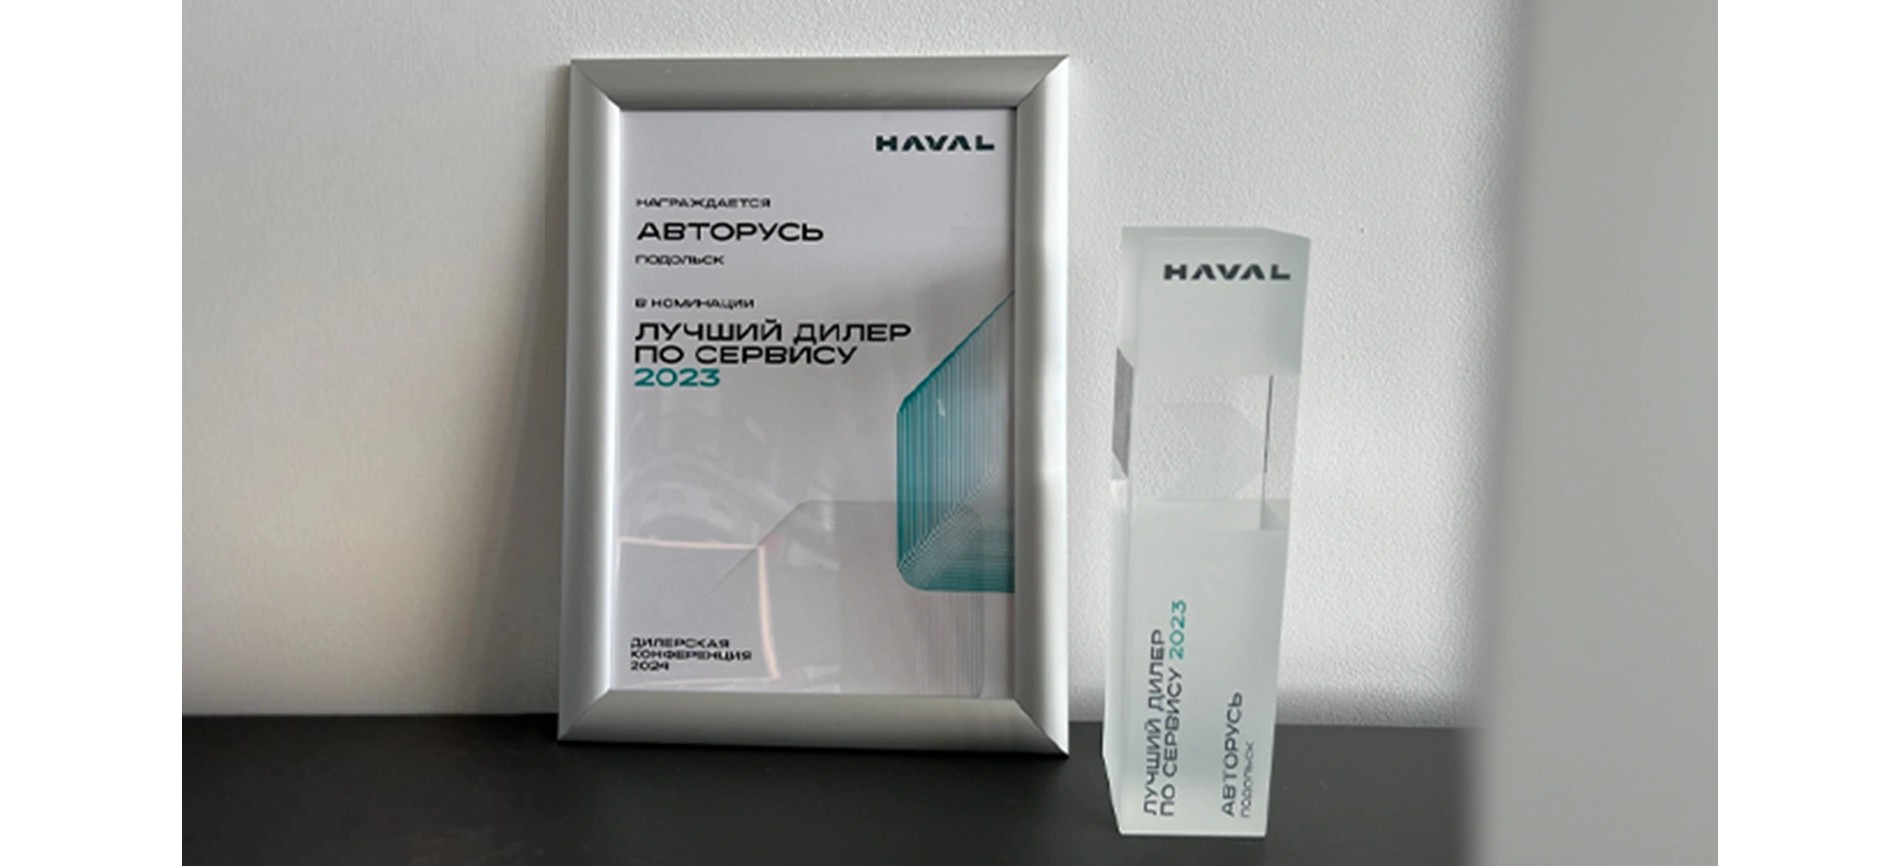 HAVAL
НАГРАЖДАЕТСЯ
АВТОРУСЬ
ПОДОЛЬСК
В НОМИНАЦИИ
ЛУЧШИЙ ДИЛЕР
ПО СЕРВИСУ
2023
ДИЛЕРСКАЯ
КОНФЕРЕНЦИЯ
2024
HAVAL
ЛУЧШИЙ ДИЛЕР
ПО СЕРВИСУ 2023
АВТОРУСЬ
ПОДОЛЬСК